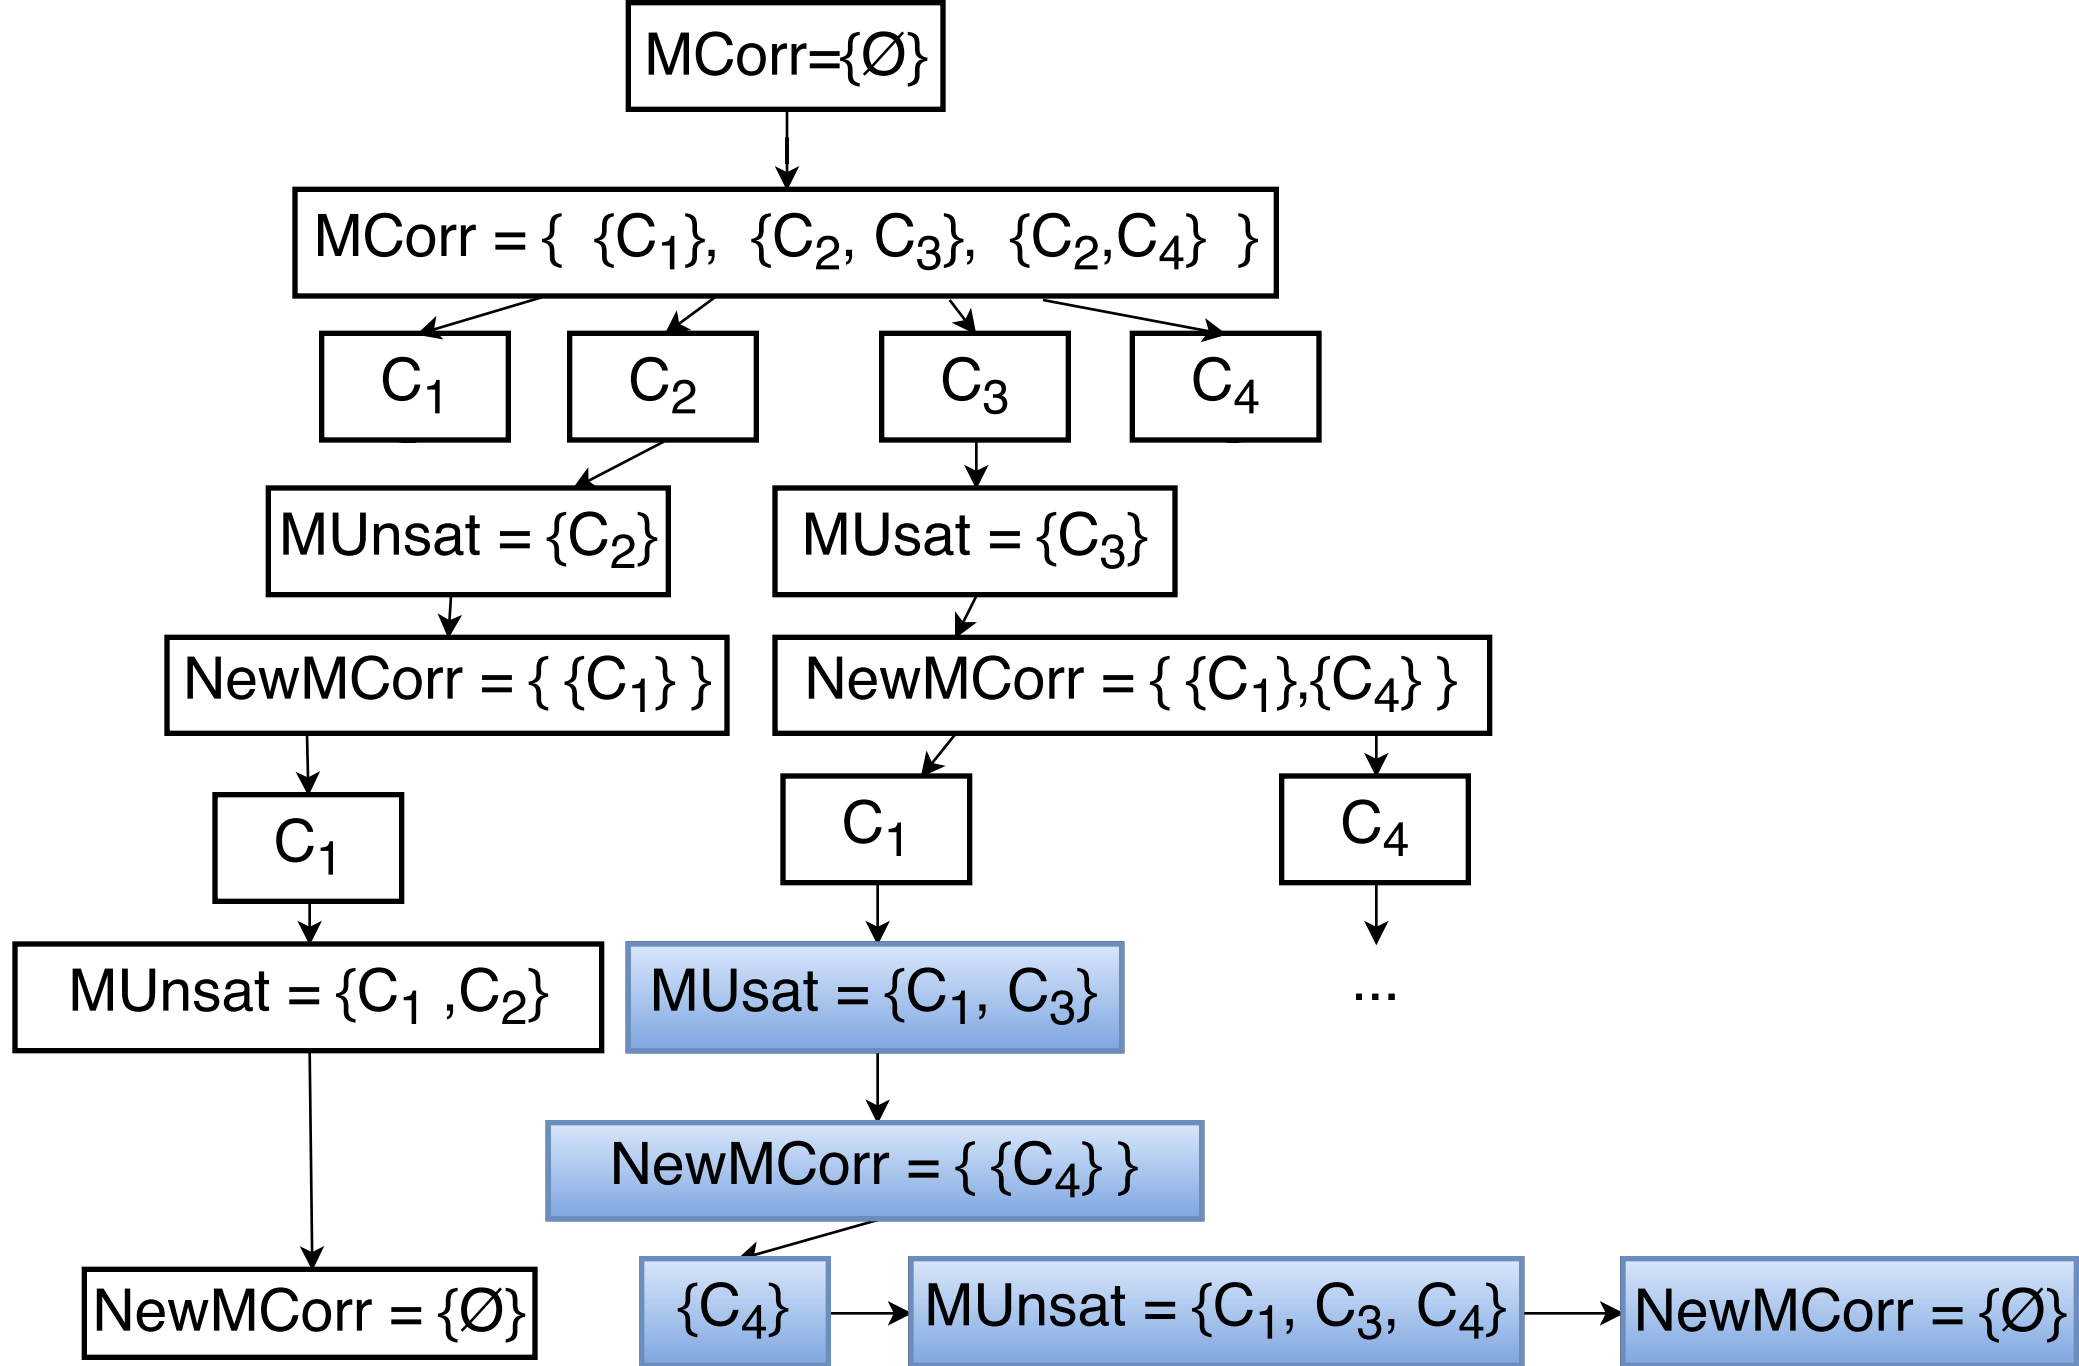 MCorr={Ø}
MCorr = { {C₁}, {C₂, C₃}, {C₂,C₄} }
C₁
C₂
C₃
C₄
MUnsat = {C₂}
MUsat = {C₃}
NewMCorr = { {C₁} }
NewMCorr = { {C₁},{C₄} }
C₁
C₁
C₄
MUnsat = {C₁ ,C₂}
MUsat = {C₁, C₃}
...
NewMCorr = { {C₄} }
NewMCorr = {Ø}
{C₄}
MUnsat = {C₁, C₃, C₄}
NewMCorr = {Ø}